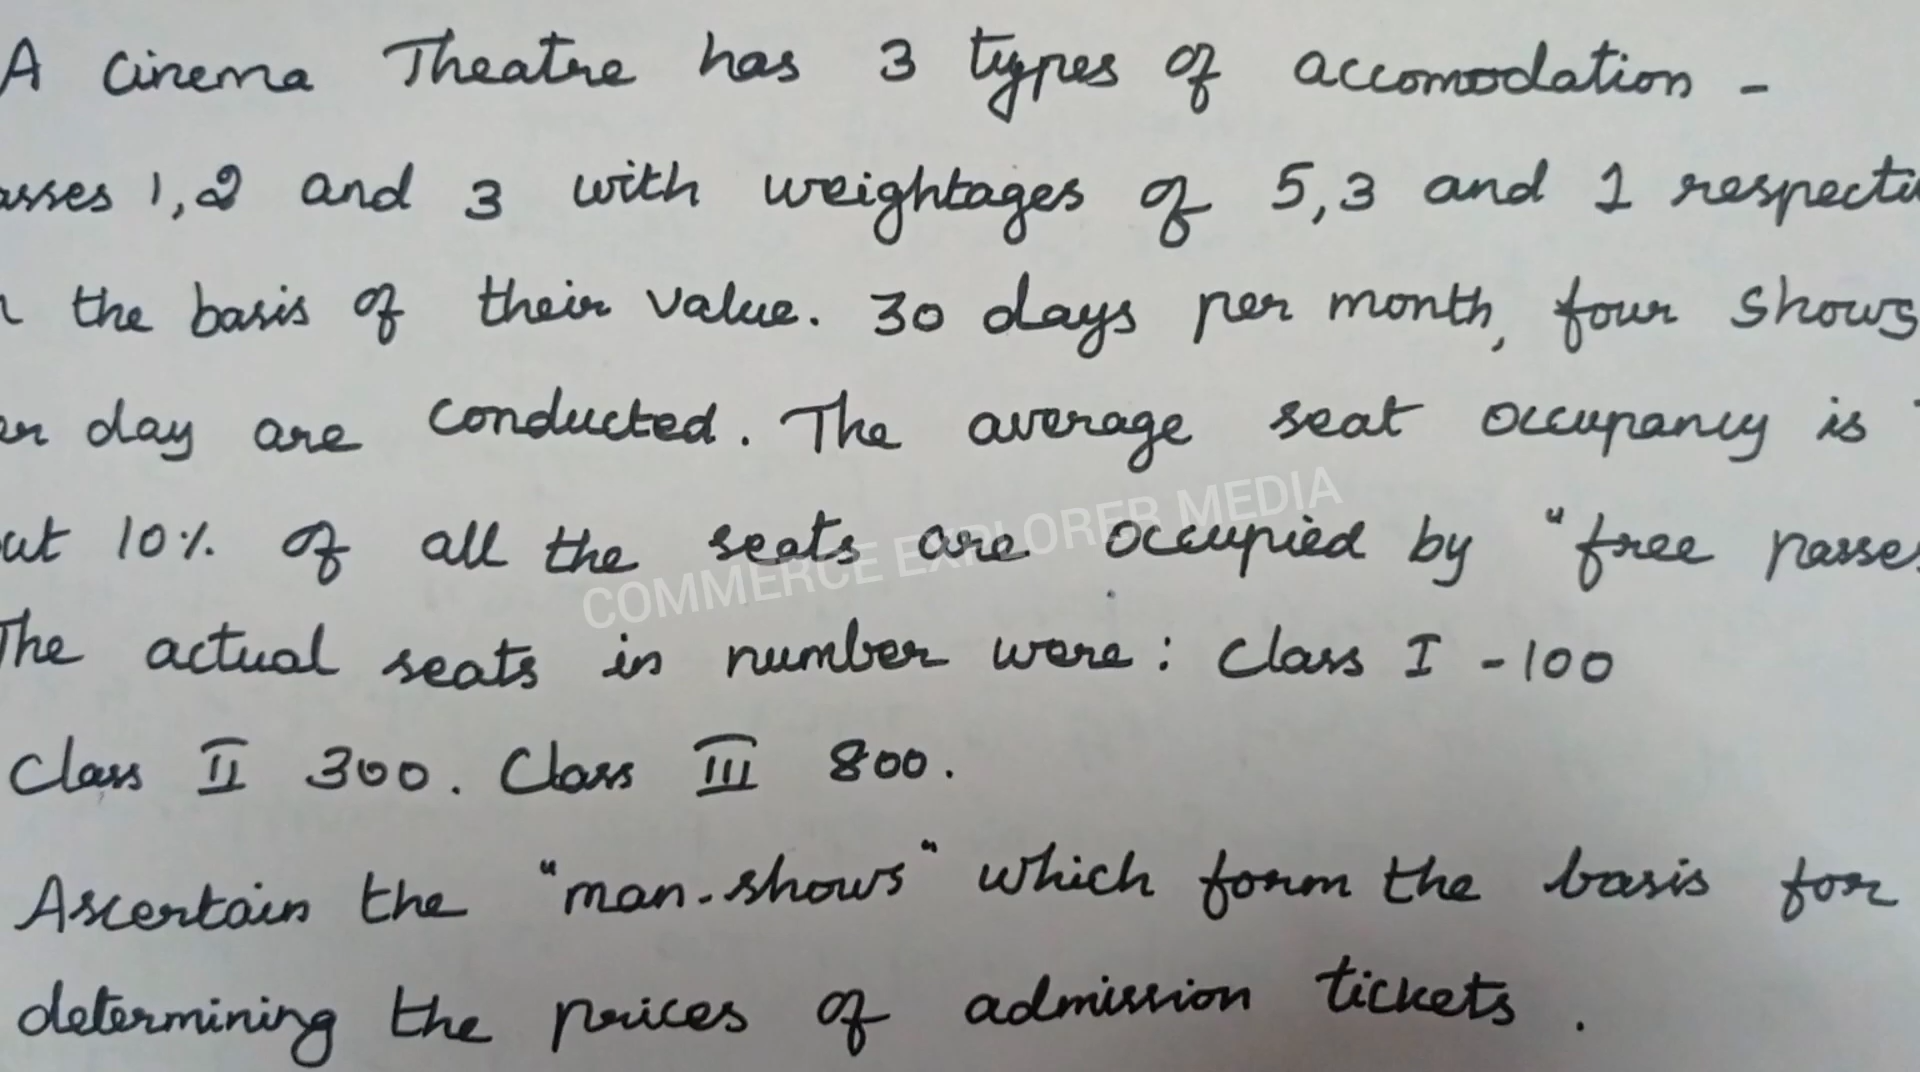 A Cinema Theatre has 3 types of accomodation -
asses 1,2 and 3 with weightages of 5,3 and 1 respecti
the basis of their value. 30 days per month, four shows
er day are conducted. The average seat occupancy is
ut 10% of all the seats are occupied by "free passes
The actual seats in number were: Class I - 100
Class II 300. Class III 800.
Ascertain the "man-shows" which form the basis for
determining the prices of admission tickets.
COMMERCE EXPLORER MEDIA